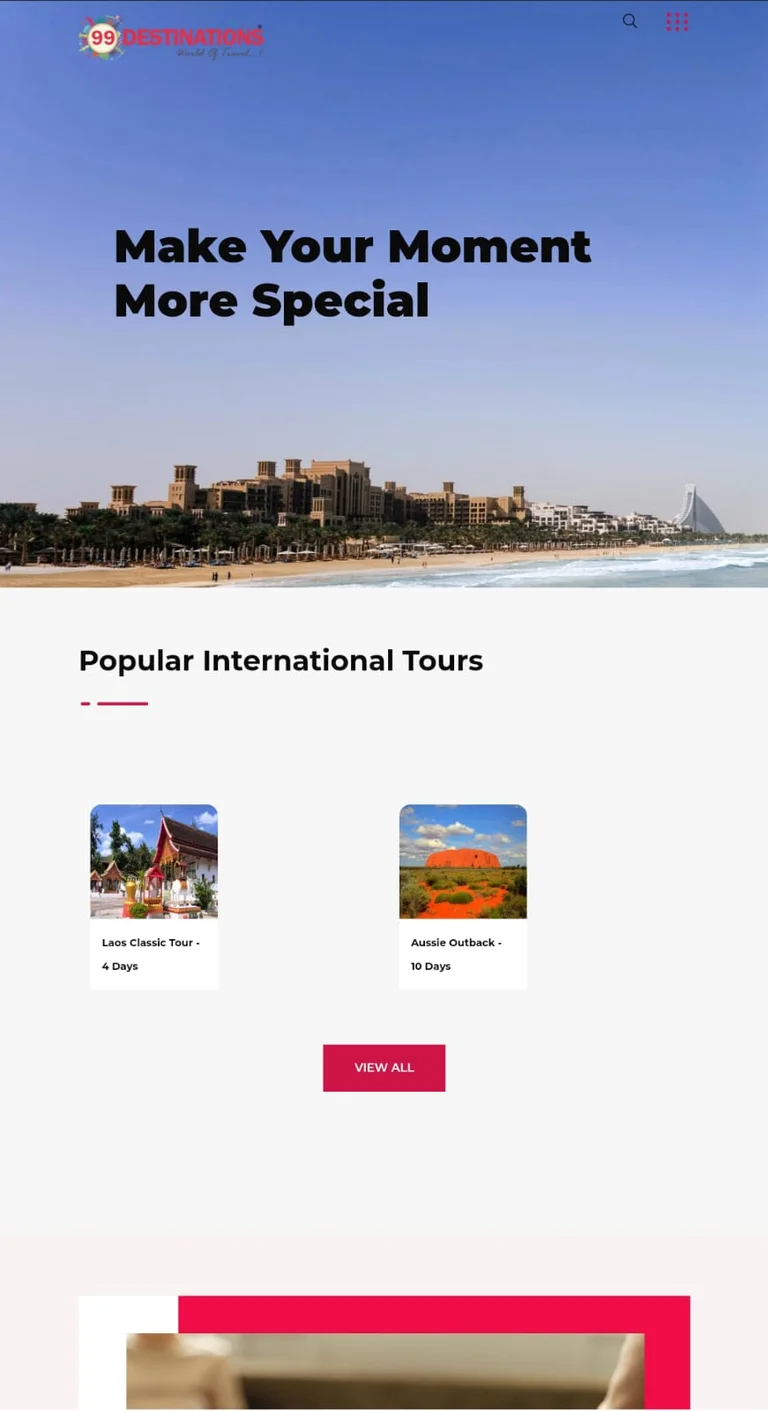 99 DESTINATIONS
World Of Travel...!
Make Your Moment
More Special
Popular International Tours
Laos Classic Tour -
4 Days
Aussie Outback -
10 Days
VIEW ALL